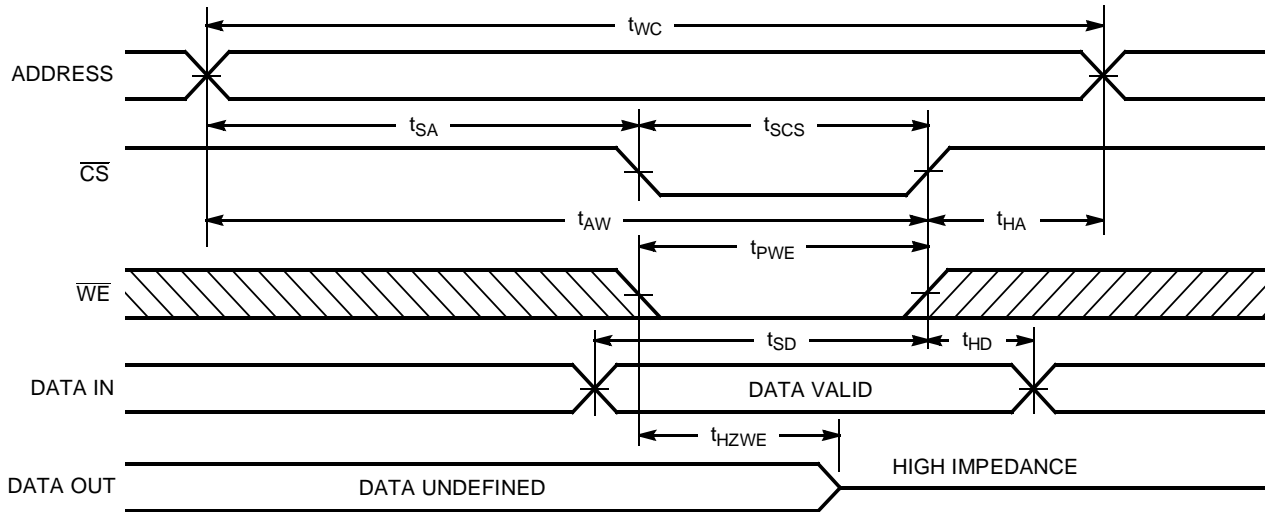 tWC
ADDRESS
tSA
tSCS
CS
tAW
tHA
tPWE
WE
tSD
tHD
DATA IN
DATA VALID
tHZWE
HIGH IMPEDANCE
DATA OUT
DATA UNDEFINED